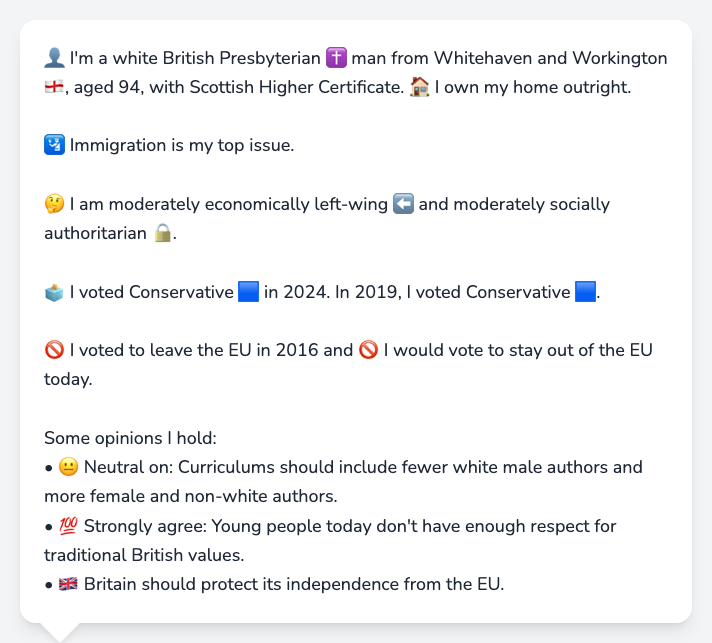 👤 I'm a white British Presbyterian ✝️ man from Whitehaven and Workington
🏴󠁧󠁢󠁥󠁮󠁧󠁿, aged 94, with Scottish Higher Certificate. 🏠 I own my home outright.
🛂 Immigration is my top issue.
🤔 I am moderately economically left-wing ⬅️ and moderately socially
authoritarian 🔒.
🗳️ I voted Conservative 🟦 in 2024. In 2019, I voted Conservative 🟦.
🚫 I voted to leave the EU in 2016 and 🚫 I would vote to stay out of the EU
today.
Some opinions I hold:
• 😐 Neutral on: Curriculums should include fewer white male authors and
more female and non-white authors.
• 💯 Strongly agree: Young people today don't have enough respect for
traditional British values.
• 🇬🇧 Britain should protect its independence from the EU.